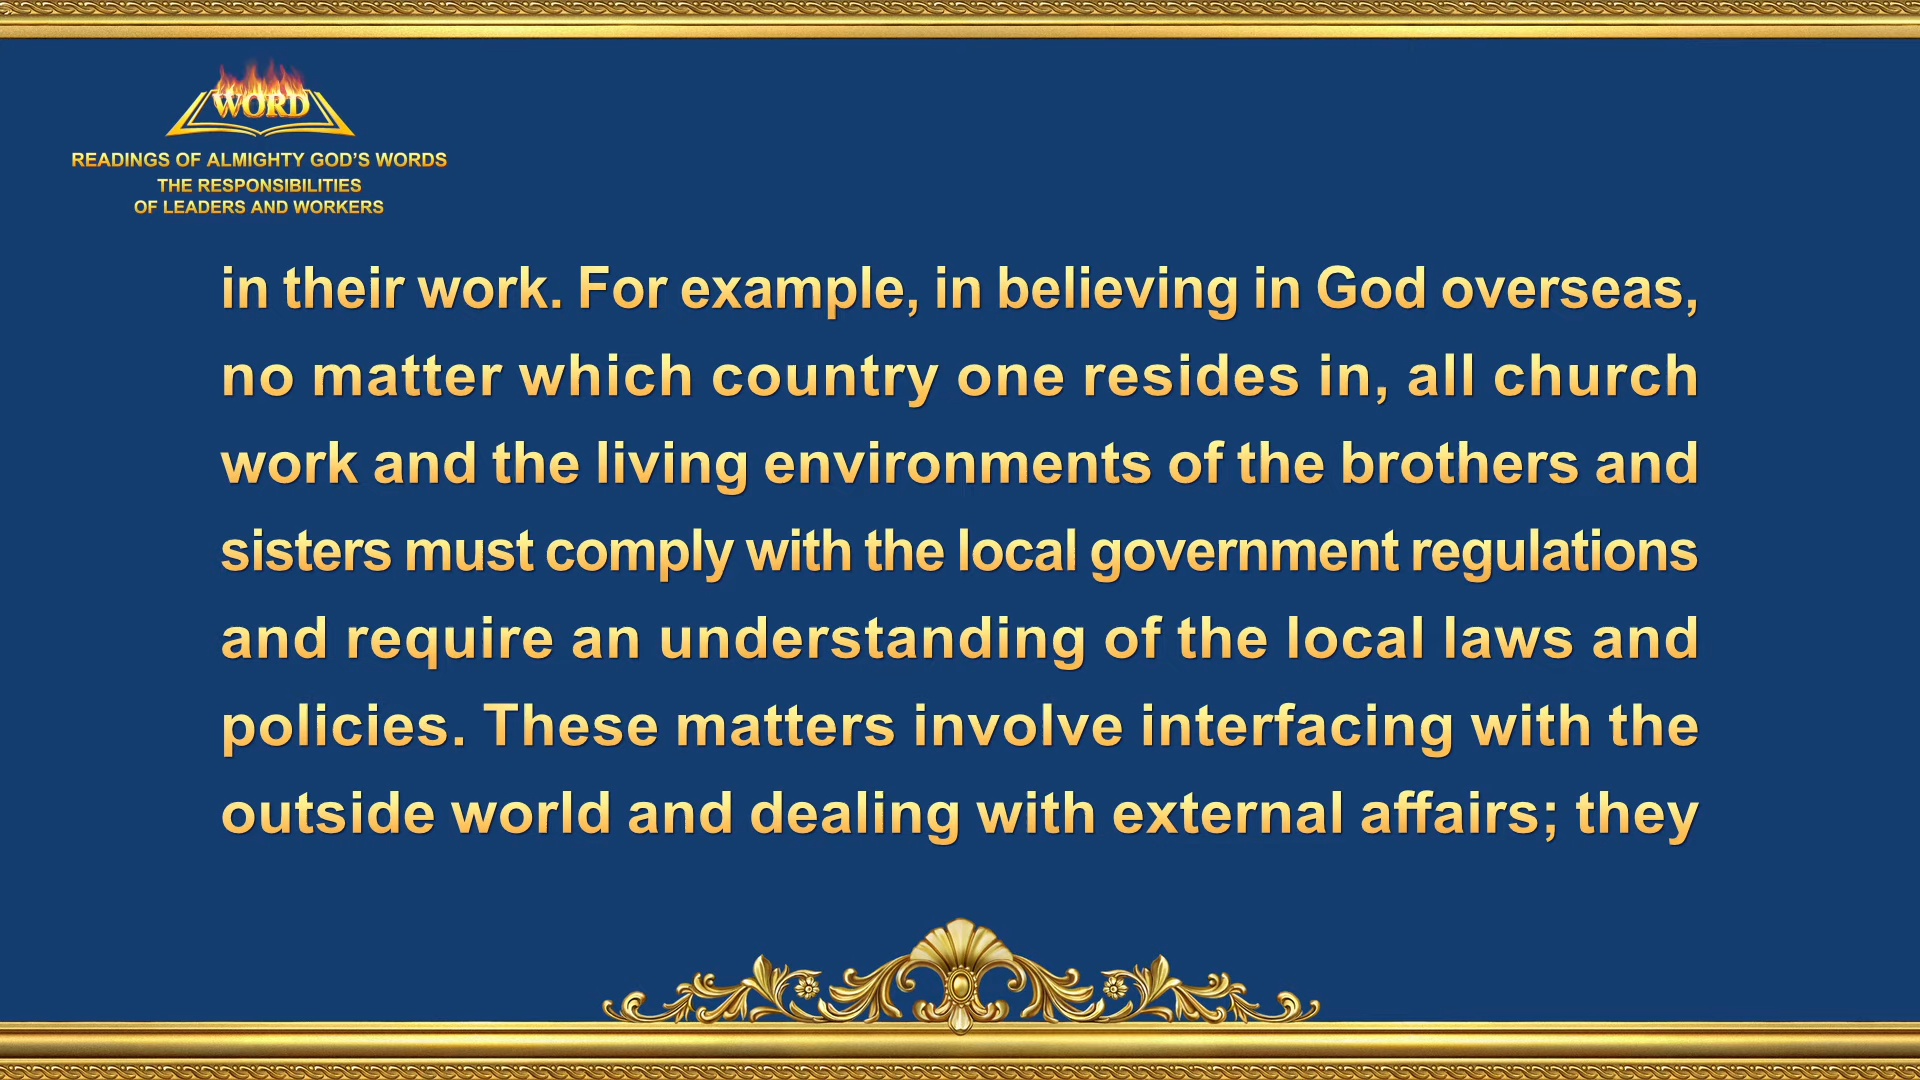 WORD
READINGS OF ALMIGHTY GOD’S WORDS
THE RESPONSIBILITIES
OF LEADERS AND WORKERS
in their work. For example, in believing in God overseas,
no matter which country one resides in, all church
work and the living environments of the brothers and
sisters must comply with the local government regulations
and require an understanding of the local laws and
policies. These matters involve interfacing with the
outside world and dealing with external affairs; they